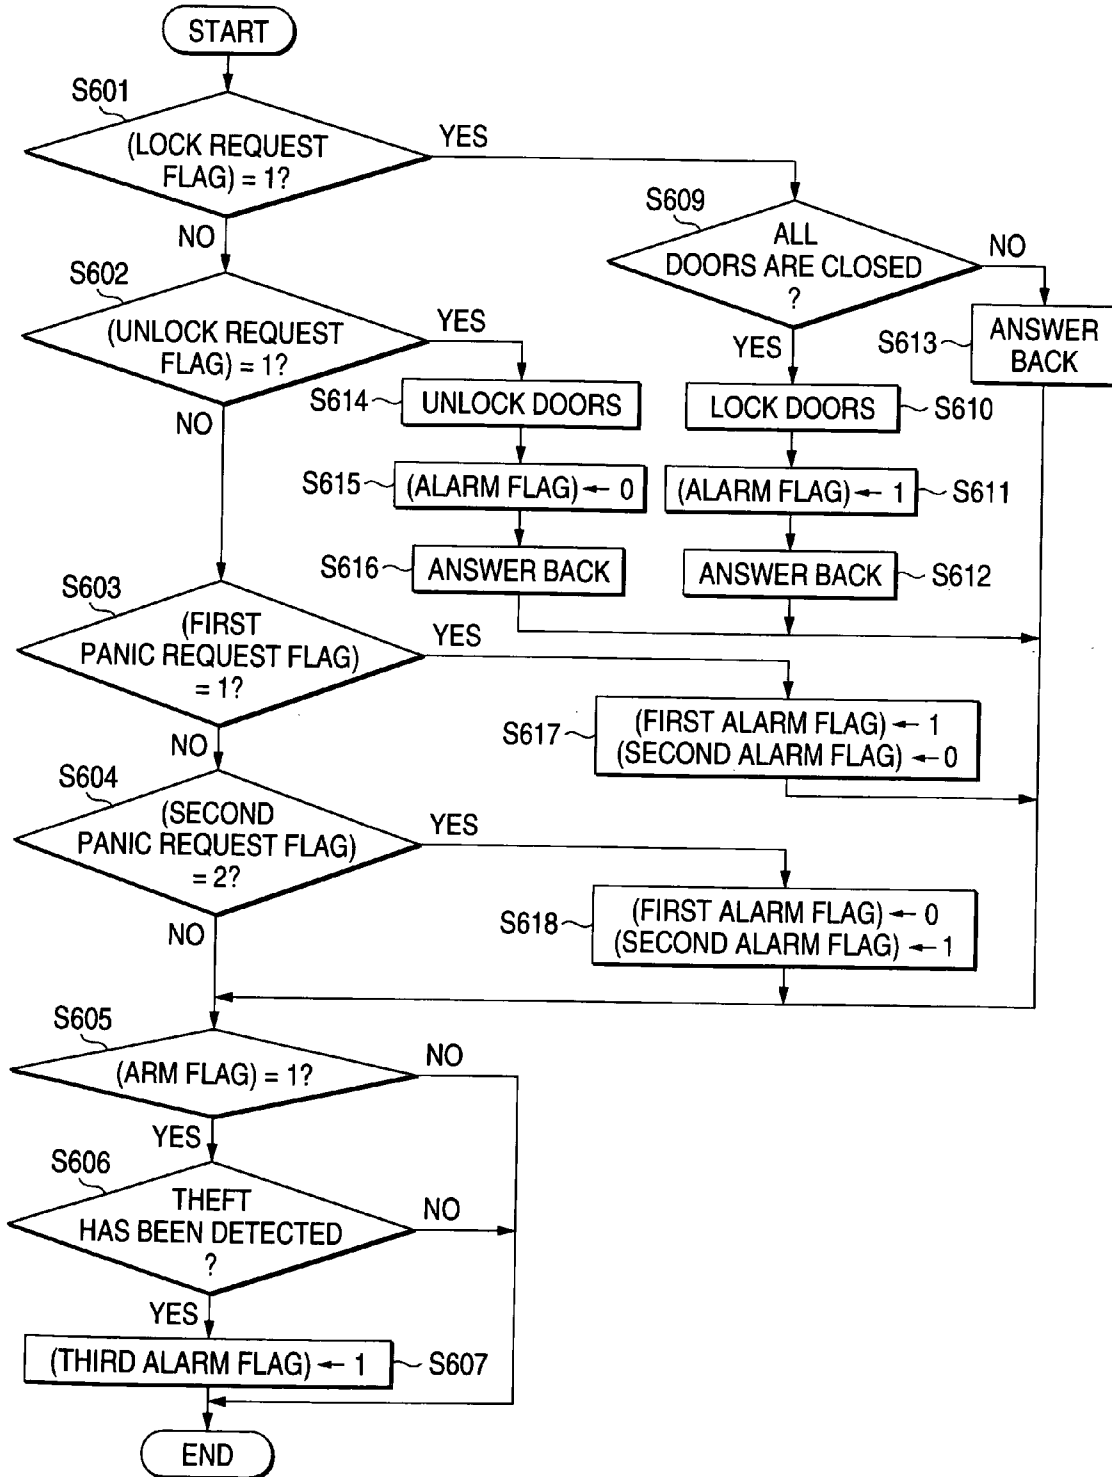 START
S601
(LOCK REQUEST
FLAG) = 1?
YES
NO
S609
ALL
DOORS ARE CLOSED
?
NO
YES
S602
(UNLOCK REQUEST
FLAG) = 1?
YES
NO
S613
ANSWER
BACK
S614
UNLOCK DOORS
LOCK DOORS
S610
S615
(ALARM FLAG) ← 0
(ALARM FLAG) ← 1
S611
S616
ANSWER BACK
ANSWER BACK
S612
S603
(FIRST
PANIC REQUEST FLAG)
= 1?
YES
NO
S617
(FIRST ALARM FLAG) ← 1
(SECOND ALARM FLAG) ← 0
S604
(SECOND
PANIC REQUEST FLAG)
= 2?
YES
NO
S618
(FIRST ALARM FLAG) ← 0
(SECOND ALARM FLAG) ← 1
S605
(ARM FLAG) = 1?
NO
YES
S606
THEFT
HAS BEEN DETECTED
?
NO
YES
(THIRD ALARM FLAG) ← 1
S607
END